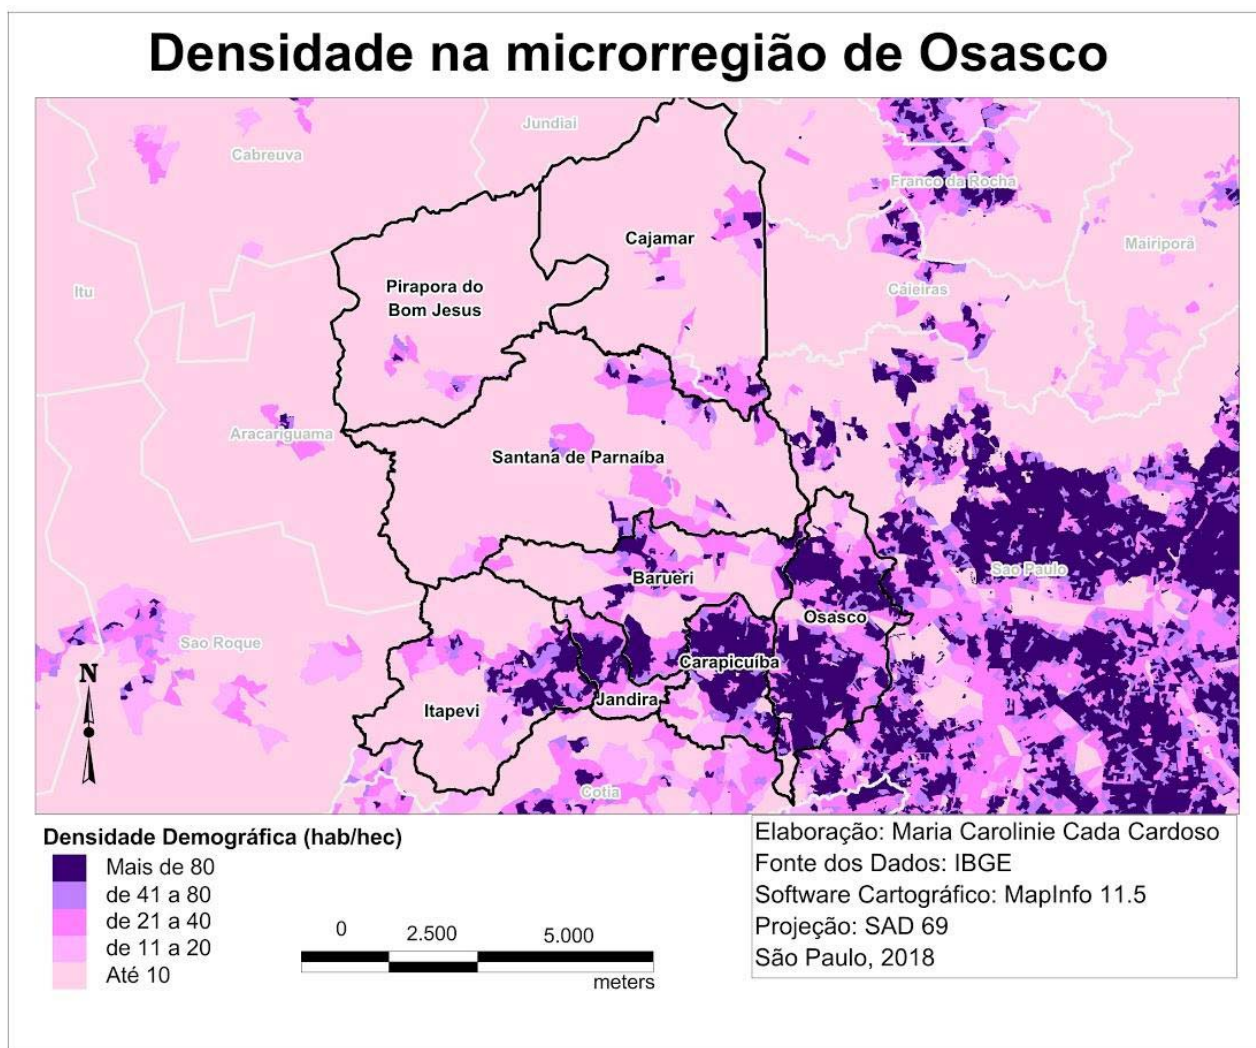 Densidade na microrregião de Osasco
Jundiai
Cabreuva
Franco da Rocha
Cajamar
Mairiporã
Pirapora do
Bom Jesus
Itu
Caieiras
Aracariguama
Santana de Parnaíba
Sao Paulo
Barueri
Osasco
Sao Roque
Carapicuíba
N
Jandira
Itapevi
Cotia
Densidade Demográfica (hab/hec)
Mais de 80
de 41 a 80
de 21 a 40
de 11 a 20
Até 10
0 2.500 5.000
meters
Elaboração: Maria Carolinie Cada Cardoso
Fonte dos Dados: IBGE
Software Cartográfico: MapInfo 11.5
Projeção: SAD 69
São Paulo, 2018